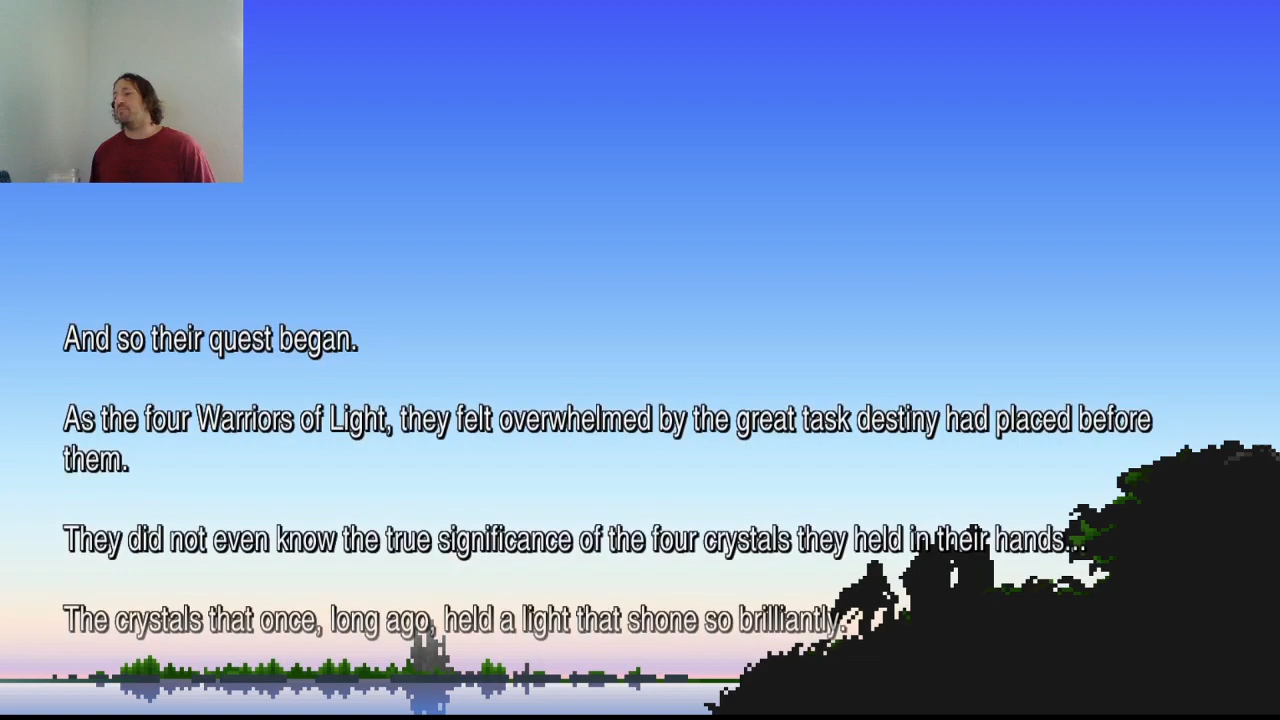 And so their quest began.
As the four Warriors of Light, they felt overwhelmed by the great task destiny had placed before
them.
They did not even know the true significance of the four crystals they held in their hands...
The crystals that once, long ago, held a light that shone so brilliantly.